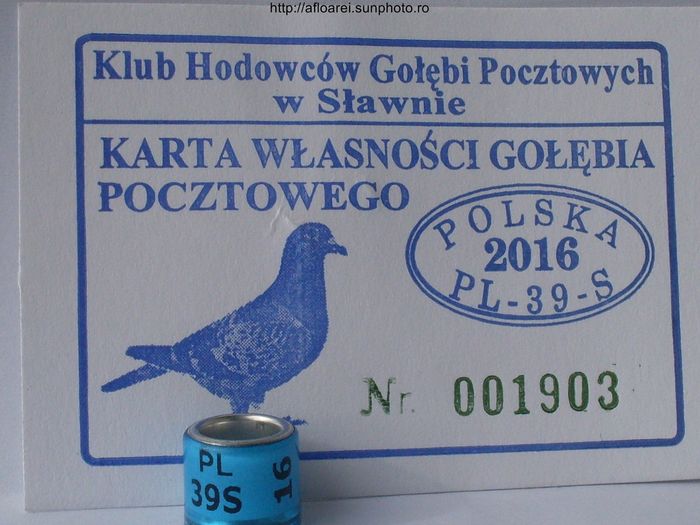 http://afloarei.sunphoto.ro
Klub Hodowców Gołębi Pocztowych
w Sławnie
KARTA WŁASNOŚCI GOŁĘBIA
POCZTOWEGO
POLSKA
2016
PL-39-S
Nr. 001903
PL
39S
16